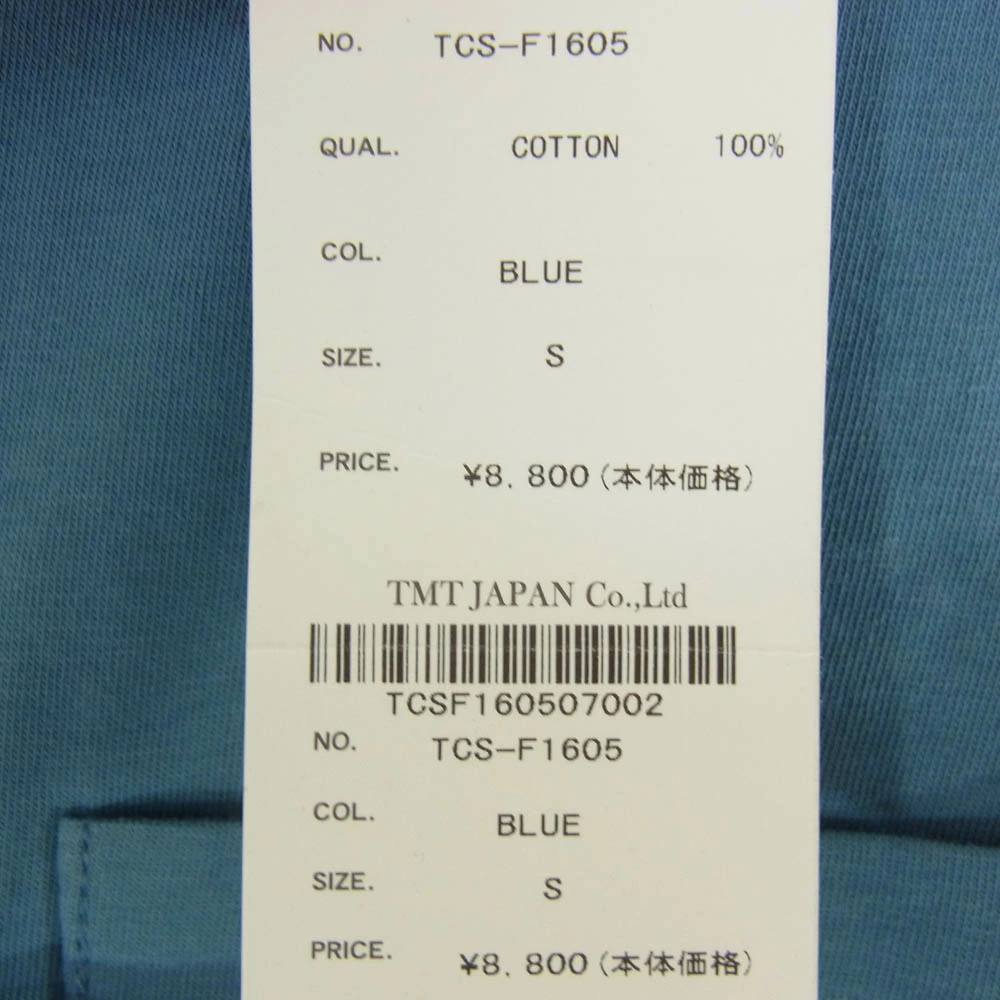 NO. TCS-F1605
QUAL. COTTON 100%
COL. BLUE
SIZE. S
PRICE. ¥8,800(本体価格)
TMT JAPAN Co.,Ltd
TCSF160507002
NO. TCS-F1605
COL. BLUE
SIZE. S
PRICE. ¥8,800(本体価格)